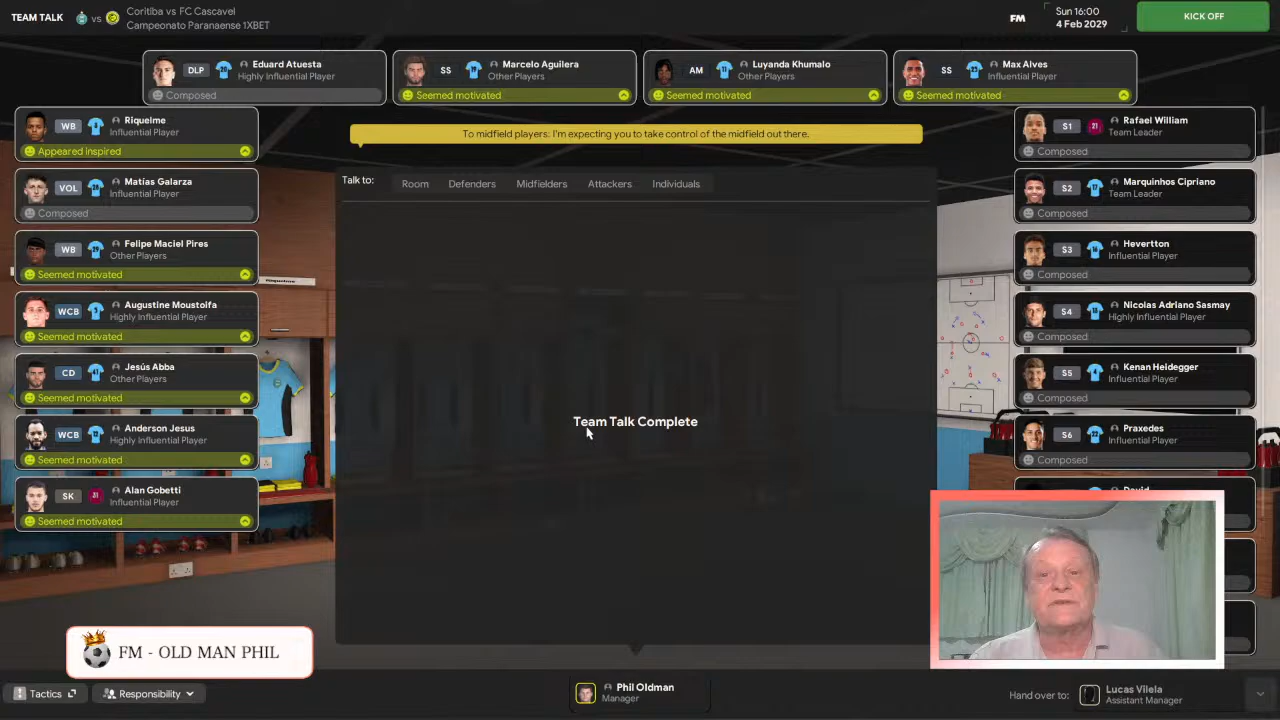 TEAM TALK
vs
Coritiba vs FC Cascavel
Campeonato Paranaense 1XBET
FM
Sun 16:00
4 Feb 2029
KICK OFF
DLP
Eduard Atuesta
Highly Influential Player
Composed
SS
Marcelo Aguilera
Other Players
Seemed motivated
AM
Luyanda Khumalo
Other Players
Seemed motivated
SS
Max Alves
Influential Player
Seemed motivated
WB
Riquelme
Influential Player
Appeared inspired
VOL
Matías Galarza
Influential Player
Composed
WB
Felipe Maciel Pires
Other Players
Seemed motivated
WCB
Augustine Moustoifa
Highly Influential Player
Seemed motivated
CD
Jesús Abba
Other Players
Seemed motivated
WCB
Anderson Jesus
Highly Influential Player
Seemed motivated
SK
Alan Gobetti
Influential Player
Seemed motivated
To midfield players: I'm expecting you to take control of the midfield out there.
Talk to:
Room
Defenders
Midfielders
Attackers
Individuals
Team Talk Complete
S1
21
Rafael William
Team Leader
Composed
S2
Marquinhos Cipriano
Team Leader
Composed
S3
Hevertton
Influential Player
Composed
S4
Nicolas Adriano Sasmay
Highly Influential Player
Composed
S5
Kenan Heidegger
Influential Player
Composed
S6
Praxedes
Influential Player
Composed
FM - OLD MAN PHIL
Tactics
Responsibility
Phil Oldman
Manager
Hand over to:
Lucas Vilela
Assistant Manager